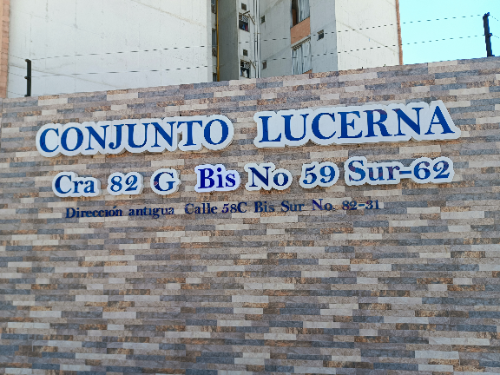 CONJUNTO LUCERNA
Cra 82 G Bis No 59 Sur-62
Dirección antigua Calle 58C Bis Sur No. 82-31